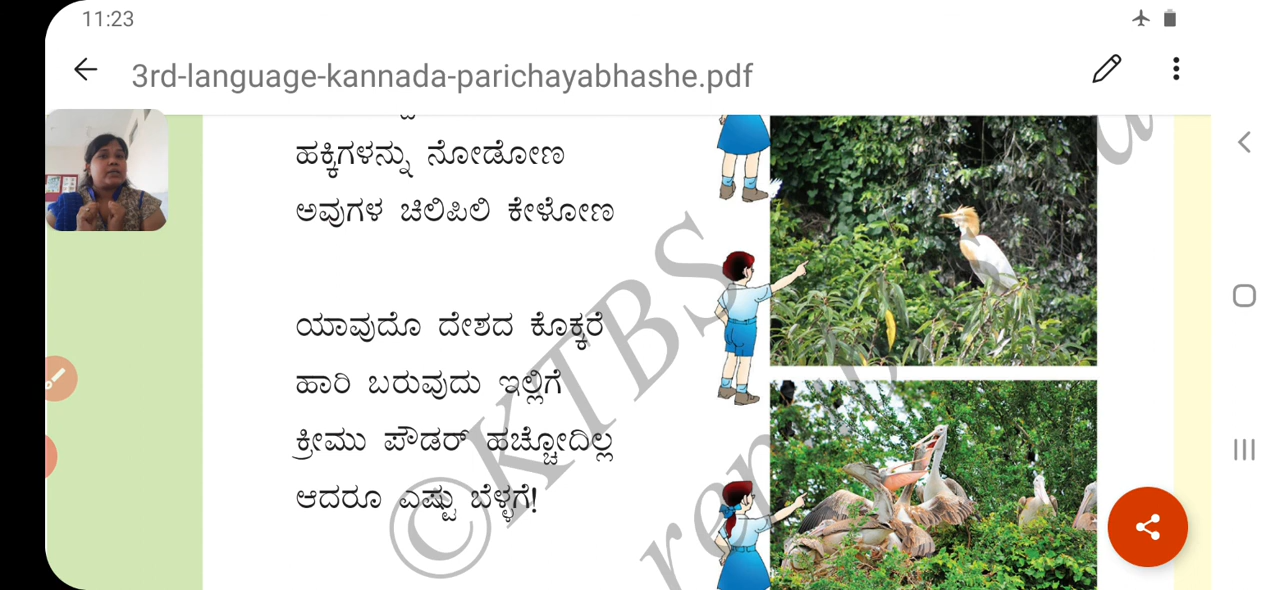 11:23
3rd-language-kannada-parichayabhashe.pdf
ಹಕ್ಕಿಗಳನ್ನು ನೋಡೋಣ
ಅವುಗಳ ಚಿಲಿಪಿಲಿ ಕೇಳೋಣ
ಯಾವುದೊ ದೇಶದ ಕೊಕ್ಕರೆ
ಹಾರಿ ಬರುವುದು ಇಲ್ಲಿಗೆ
ಕ್ರೀಮು ಪೌಡರ್ ಹಚ್ಚೋದಿಲ್ಲ
ಆದರೂ ಎಷ್ಟು ಬೆಳ್ಳಗೆ!
©KTBS